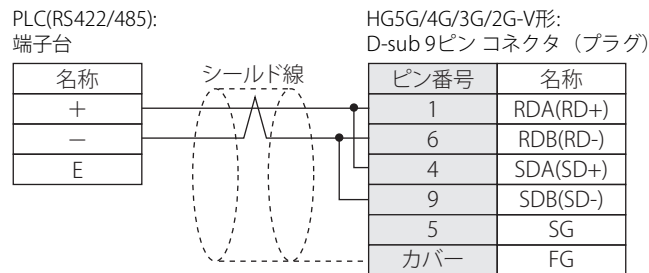 PLC(RS422/485):
端子台
HG5G/4G/3G/2G-V形:
D-sub 9ピン コネクタ（プラグ）
名称 シールド線 ピン番号 名称
＋ 1 RDA(RD+)
－ 6 RDB(RD-)
E 4 SDA(SD+)
9 SDB(SD-)
5 SG
カバー FG